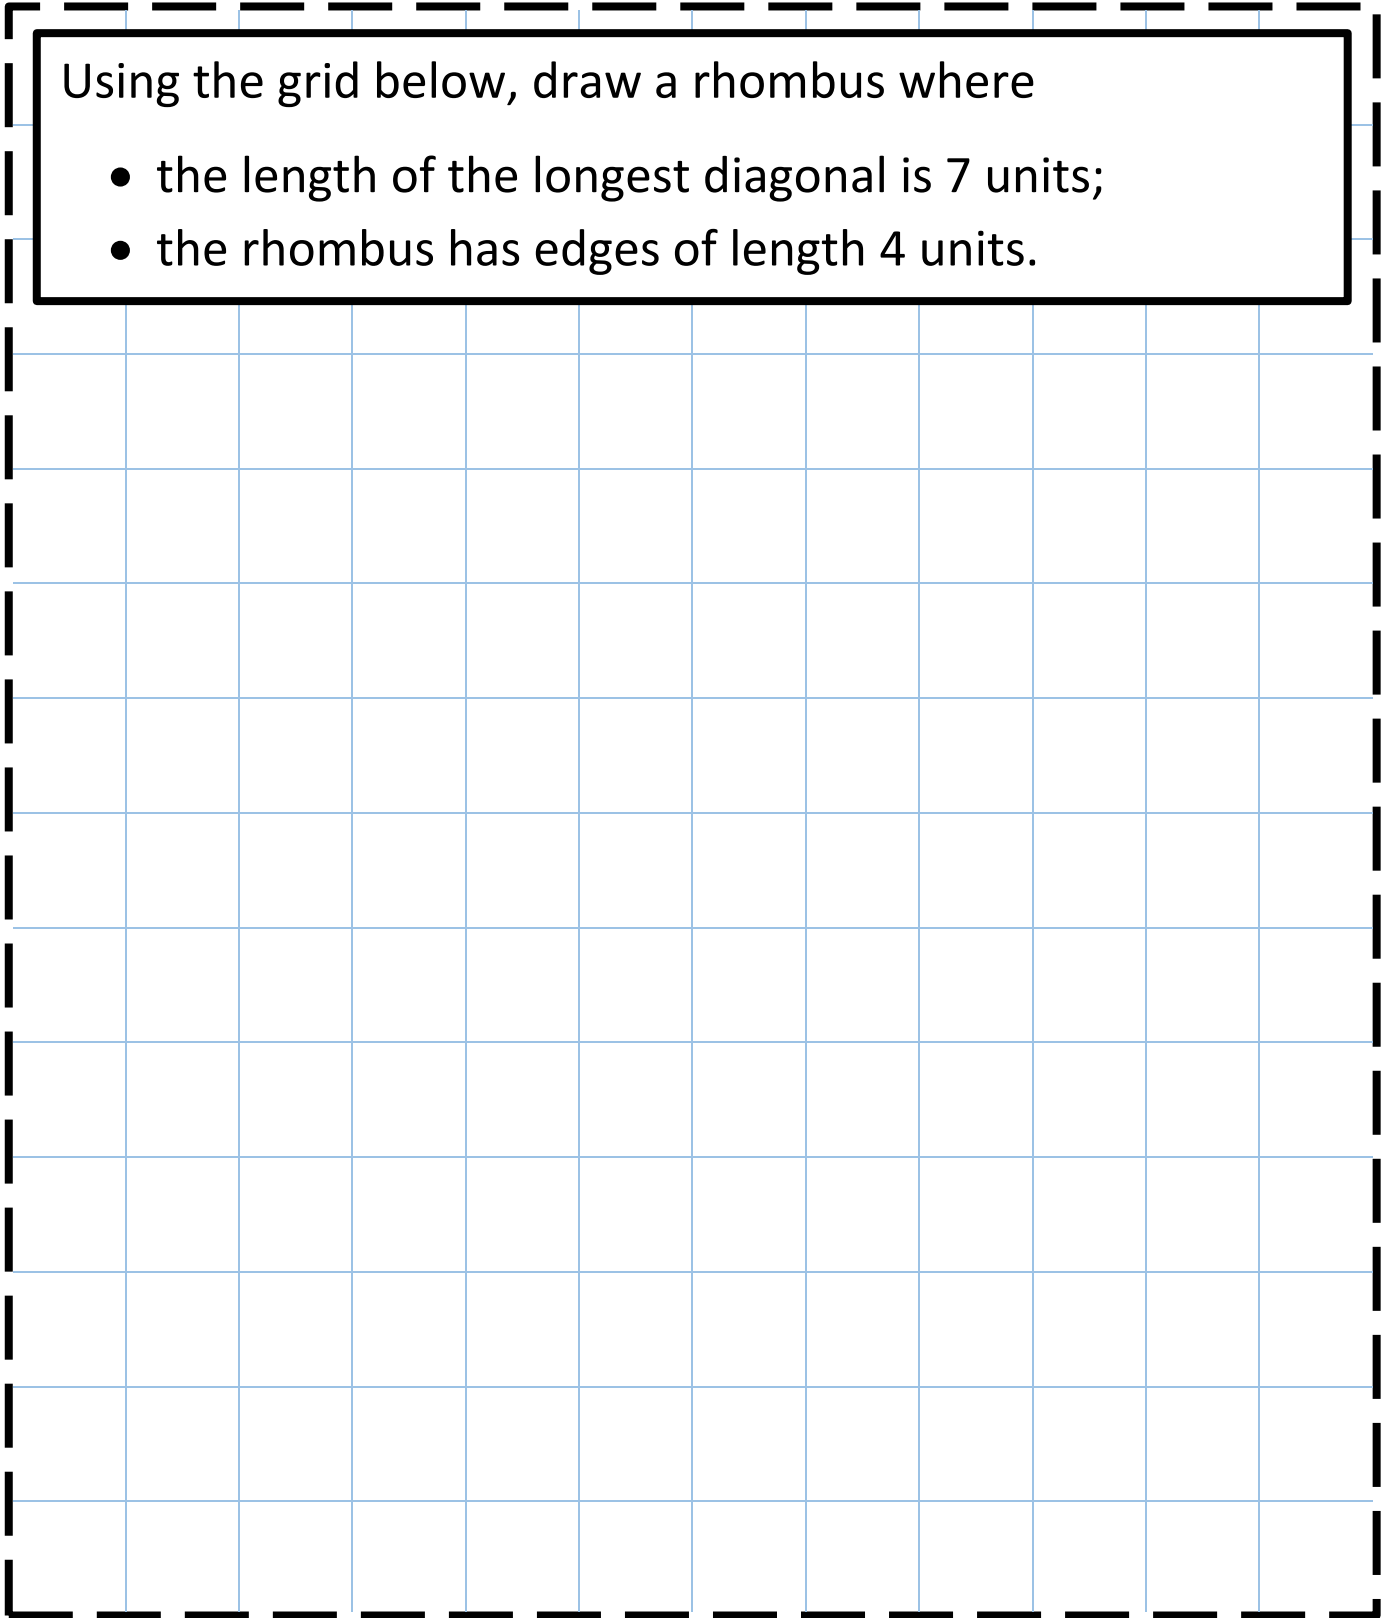 Using the grid below, draw a rhombus where
• the length of the longest diagonal is 7 units;
• the rhombus has edges of length 4 units.